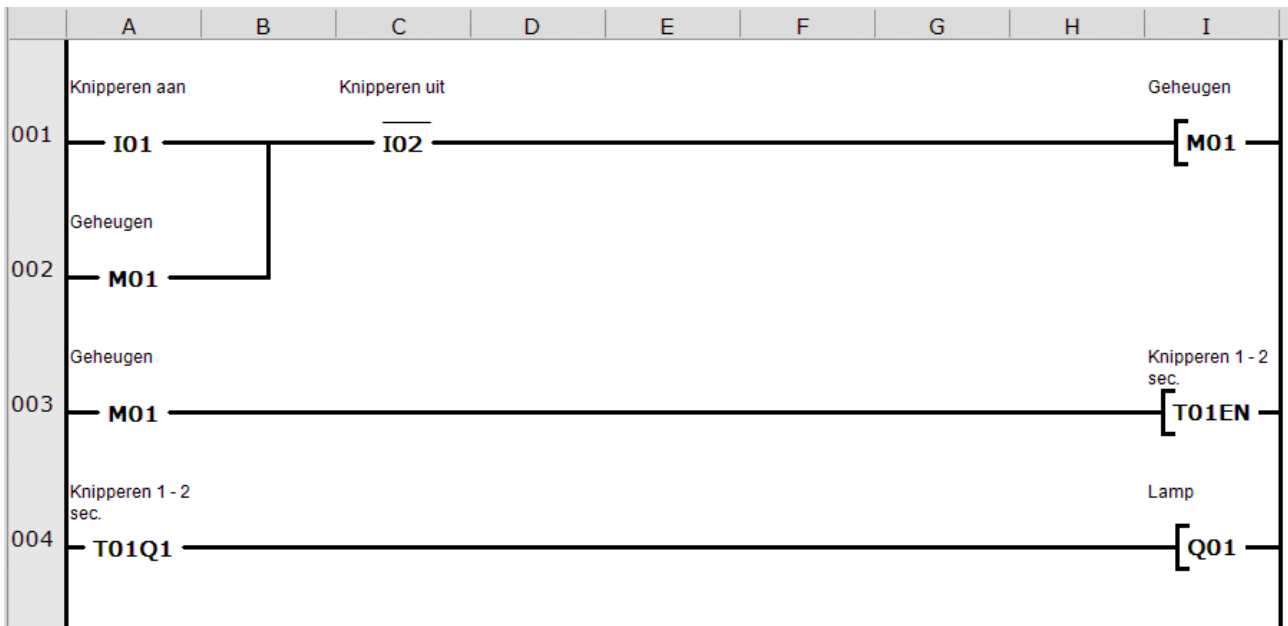 A B C D E F G H I
Knipperen aan Knipperen uit Geheugen
001 I01 I02 M01
Geheugen
002 M01
Geheugen Knipperen 1 - 2
sec.
003 M01 T01EN
Knipperen 1 - 2 Lamp
sec.
004 T01Q1 Q01